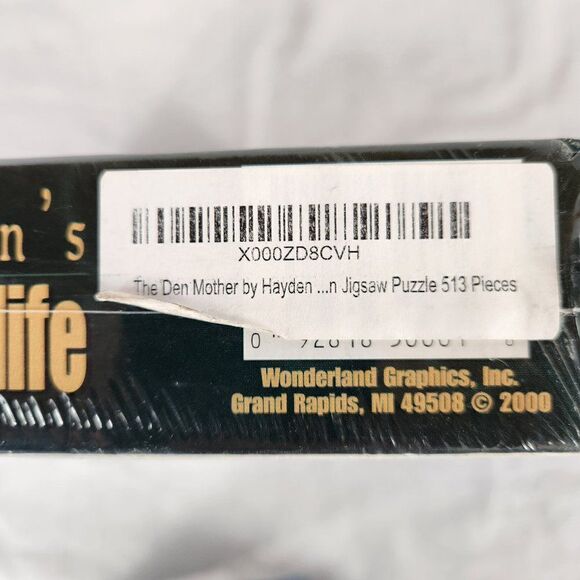 n's
life
X000ZD8CVH
The Den Mother by Hayden ...n Jigsaw Puzzle 513 Pieces
Wonderland Graphics, Inc.
Grand Rapids, MI 49508 © 2000